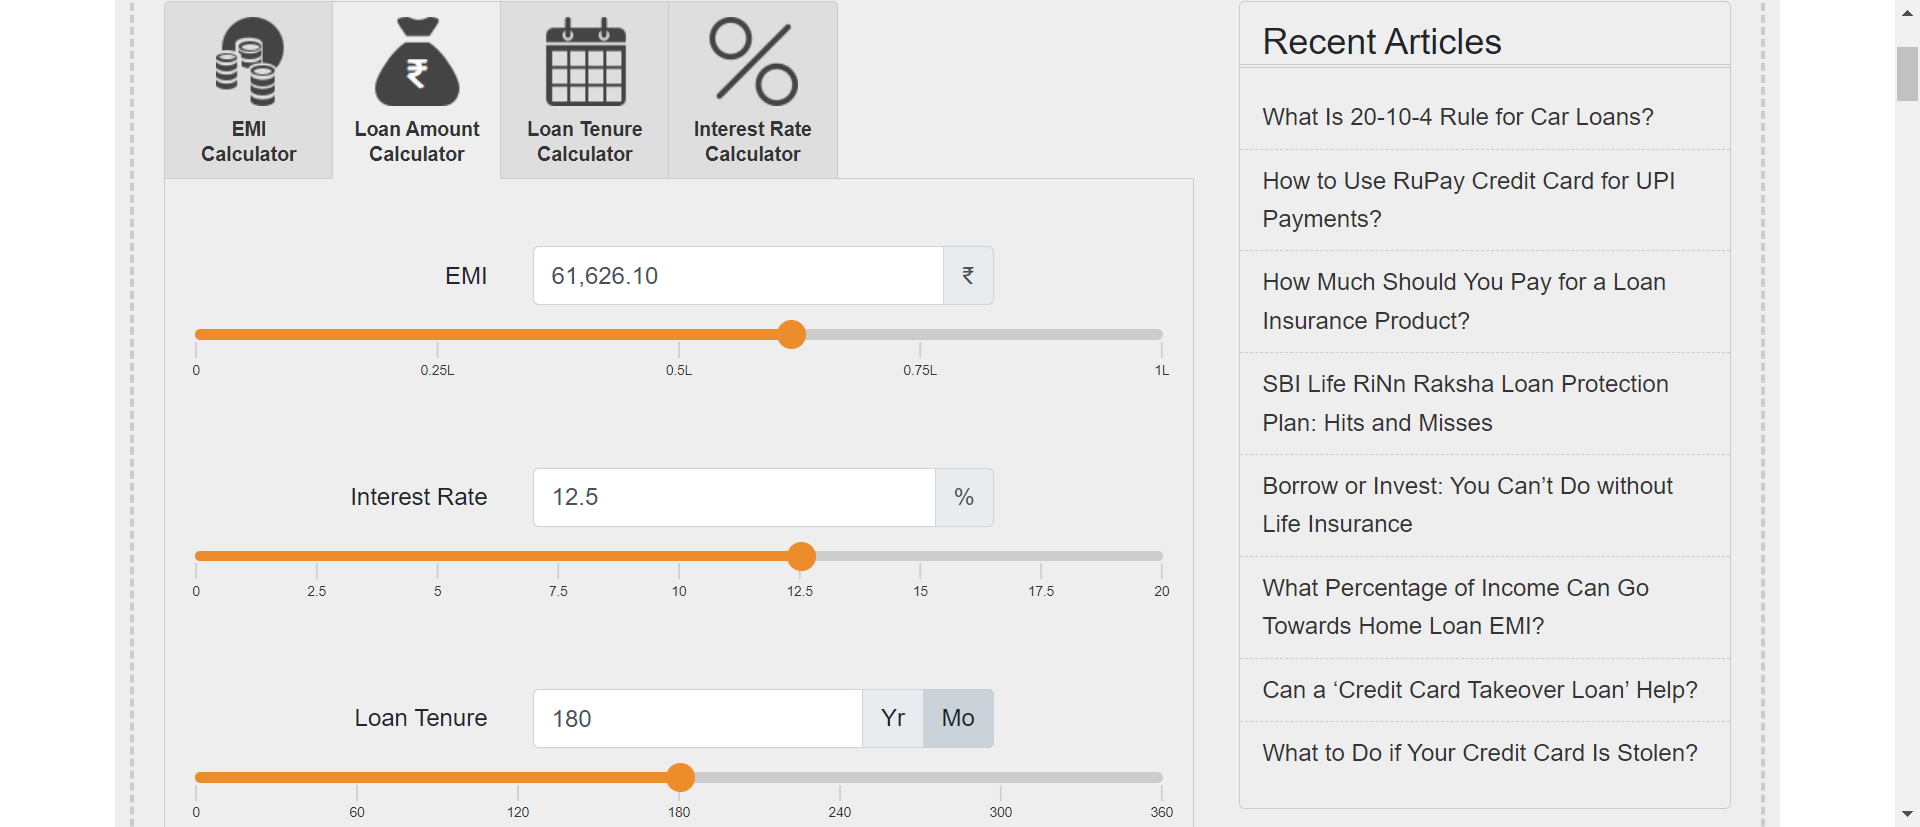 EMI
Calculator
Loan Amount
Calculator
Loan Tenure
Calculator
Interest Rate
Calculator
EMI
61,626.10
₹
0
0.25L
0.5L
0.75L
1L
Interest Rate
12.5
%
0
2.5
5
7.5
10
12.5
15
17.5
20
Loan Tenure
180
Yr
Mo
0
60
120
180
240
300
360
Recent Articles
What Is 20-10-4 Rule for Car Loans?
How to Use RuPay Credit Card for UPI
Payments?
How Much Should You Pay for a Loan
Insurance Product?
SBI Life RiNn Raksha Loan Protection
Plan: Hits and Misses
Borrow or Invest: You Can’t Do without
Life Insurance
What Percentage of Income Can Go
Towards Home Loan EMI?
Can a ‘Credit Card Takeover Loan’ Help?
What to Do if Your Credit Card Is Stolen?